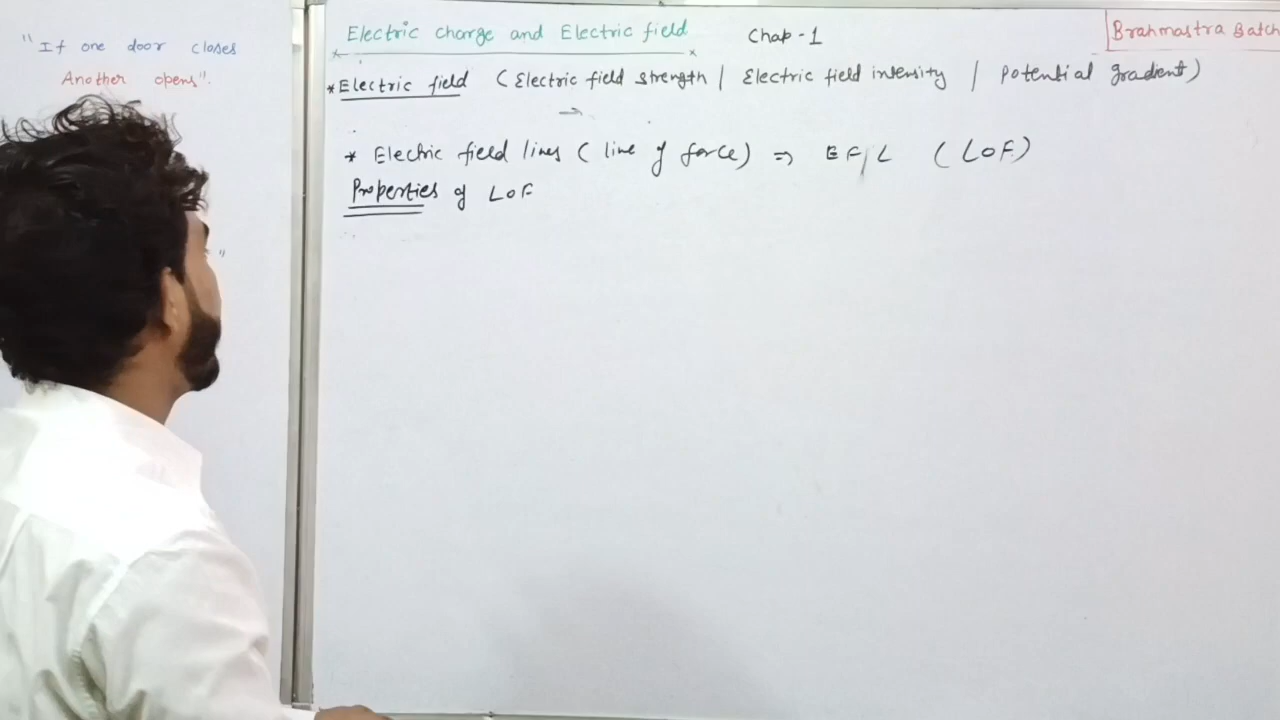 "If one door closes
Another opens".
"
Electric charge and Electric field Chap-1
Brahmastra Batch
* Electric field (Electric field strength | Electric field intensity | Potential gradient)
→
* Electric field lines (line of force) ⇒ EFL (LOF)
Properties of LOF